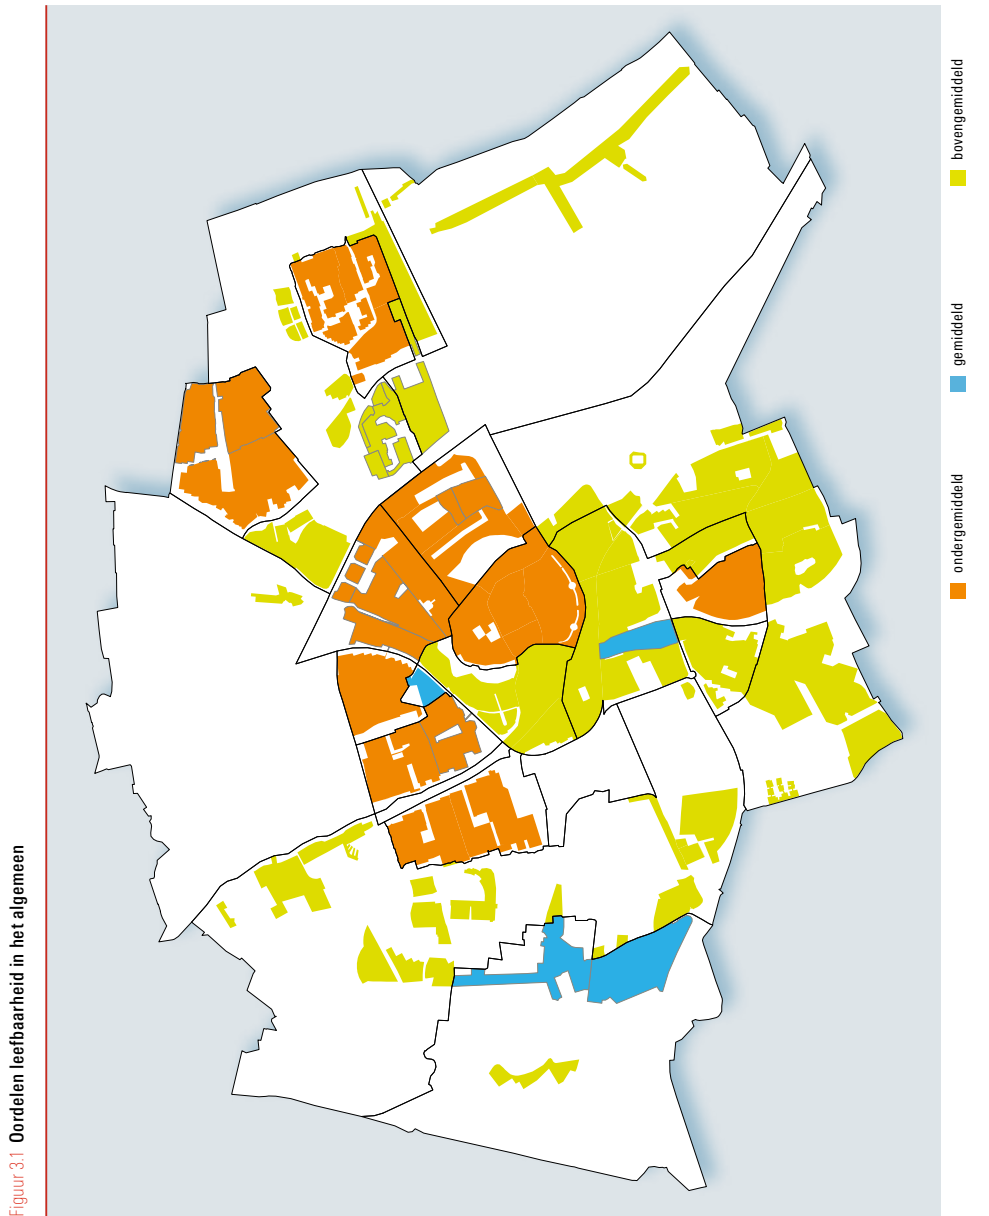 Figuur 3.1 Oordelen leefbaarheid in het algemeen
ondergemiddeld
gemiddeld
bovengemiddeld